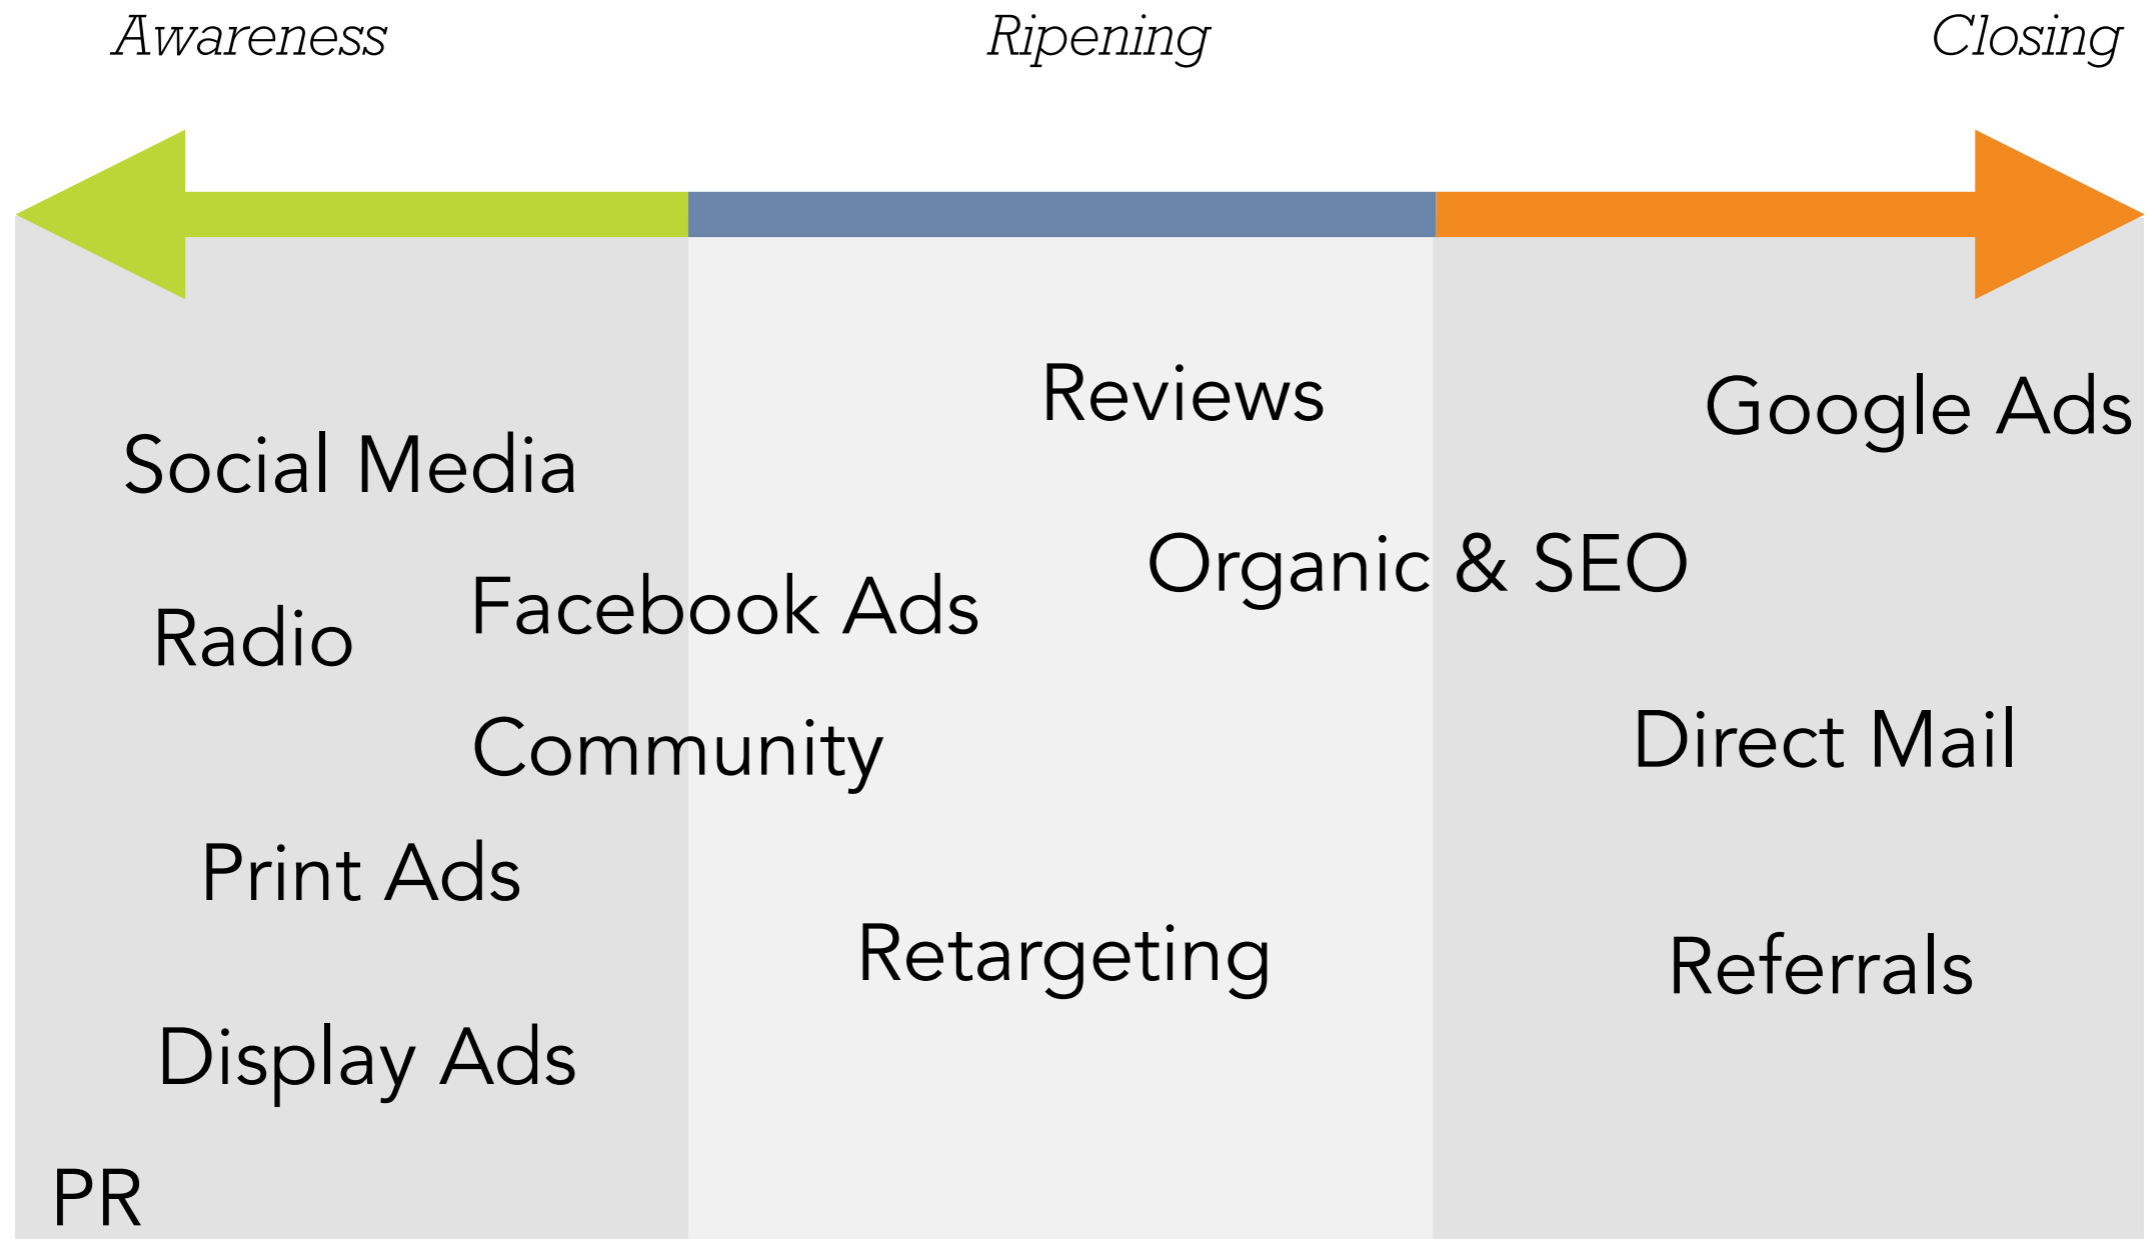 Awareness
Ripening
Closing
Reviews
Google Ads
Social Media
Organic & SEO
Facebook Ads
Radio
Direct Mail
Community
Print Ads
Retargeting
Referrals
Display Ads
PR